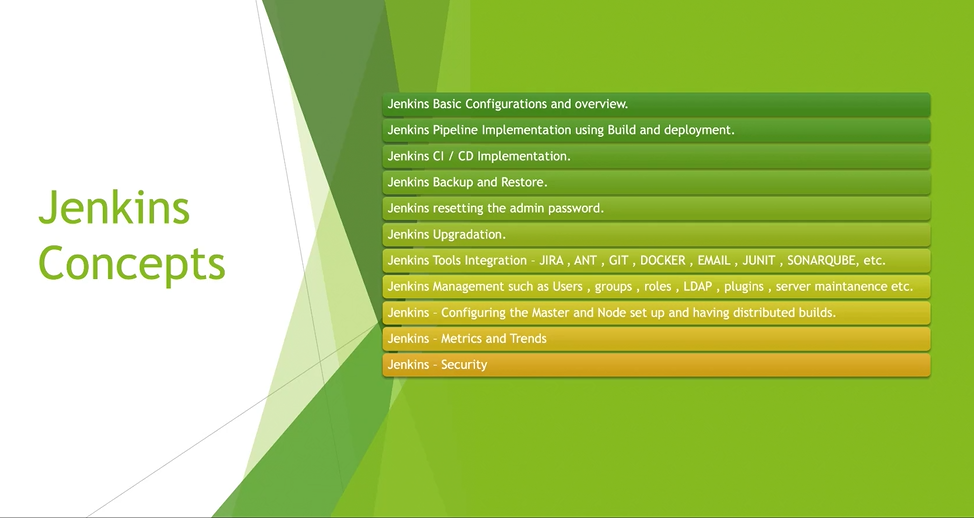 Jenkins
Concepts
Jenkins Basic Configurations and overview.
Jenkins Pipeline Implementation using Build and deployment.
Jenkins CI / CD Implementation.
Jenkins Backup and Restore.
Jenkins resetting the admin password.
Jenkins Upgradation.
Jenkins Tools Integration - JIRA , ANT , GIT , DOCKER , EMAIL , JUNIT , SONARQUBE, etc.
Jenkins Management such as Users , groups , roles , LDAP , plugins , server maintanence etc.
Jenkins - Configuring the Master and Node set up and having distributed builds.
Jenkins - Metrics and Trends
Jenkins - Security